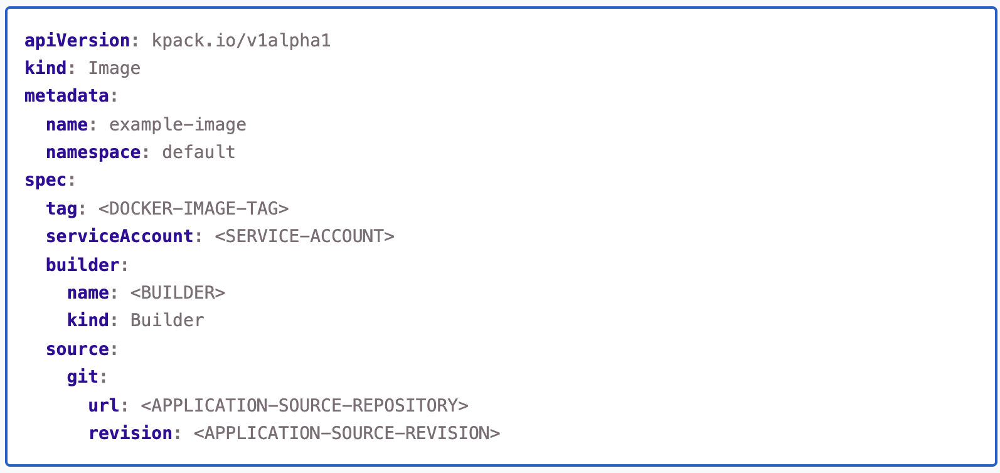 apiVersion: kpack.io/v1alpha1
kind: Image
metadata:
  name: example-image
  namespace: default
spec:
  tag: <DOCKER-IMAGE-TAG>
  serviceAccount: <SERVICE-ACCOUNT>
  builder:
    name: <BUILDER>
    kind: Builder
  source:
    git:
      url: <APPLICATION-SOURCE-REPOSITORY>
      revision: <APPLICATION-SOURCE-REVISION>